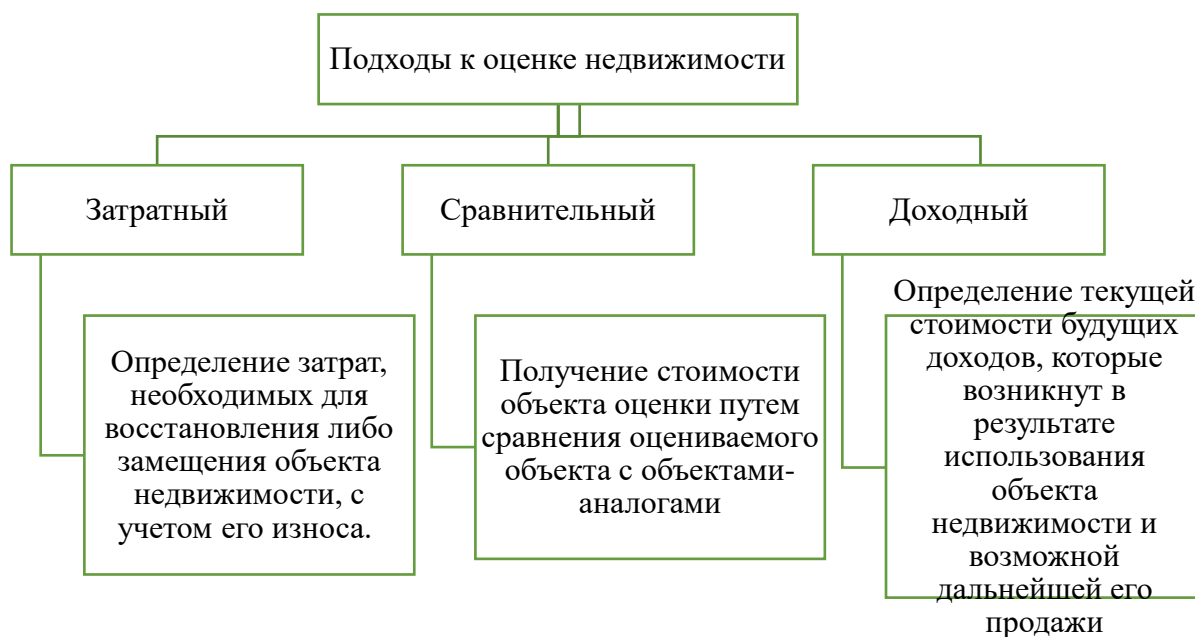 Подходы к оценке недвижимости
Затратный
Сравнительный
Доходный
Определение затрат,
необходимых для
восстановления либо
замещения объекта
недвижимости, с
учетом его износа.
Получение стоимости
объекта оценки путем
сравнения оцениваемого
объекта с объектами-
аналогами
Определение текущей
стоимости будущих
доходов, которые
возникнут в
результате
использования
объекта
недвижимости и
возможной
дальнейшей его
продажи